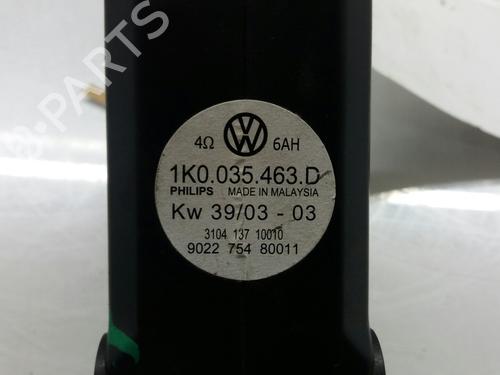 B-PARTS
4Ω 6AH
1K0.035.463.D
PHILIPS MADE IN MALAYSIA
Kw 39/03 - 03
3104 137 10010
9022 754 80011